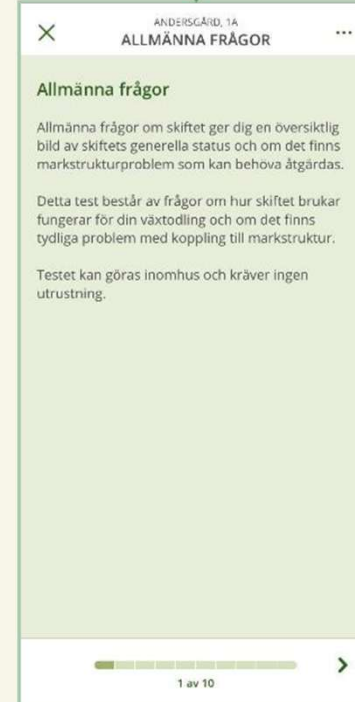 ANDERSGÅRD, 1A
ALLMÄNNA FRÅGOR
Allmänna frågor
Allmänna frågor om skiftet ger dig en översiktlig
bild av skiftets generella status och om det finns
markstrukturproblem som kan behöva åtgärdas.
Detta test består av frågor om hur skiftet brukar
fungerar för din växtodling och om det finns
tydliga problem med koppling till markstruktur.
Testet kan göras inomhus och kräver ingen
utrustning.
1 av 10